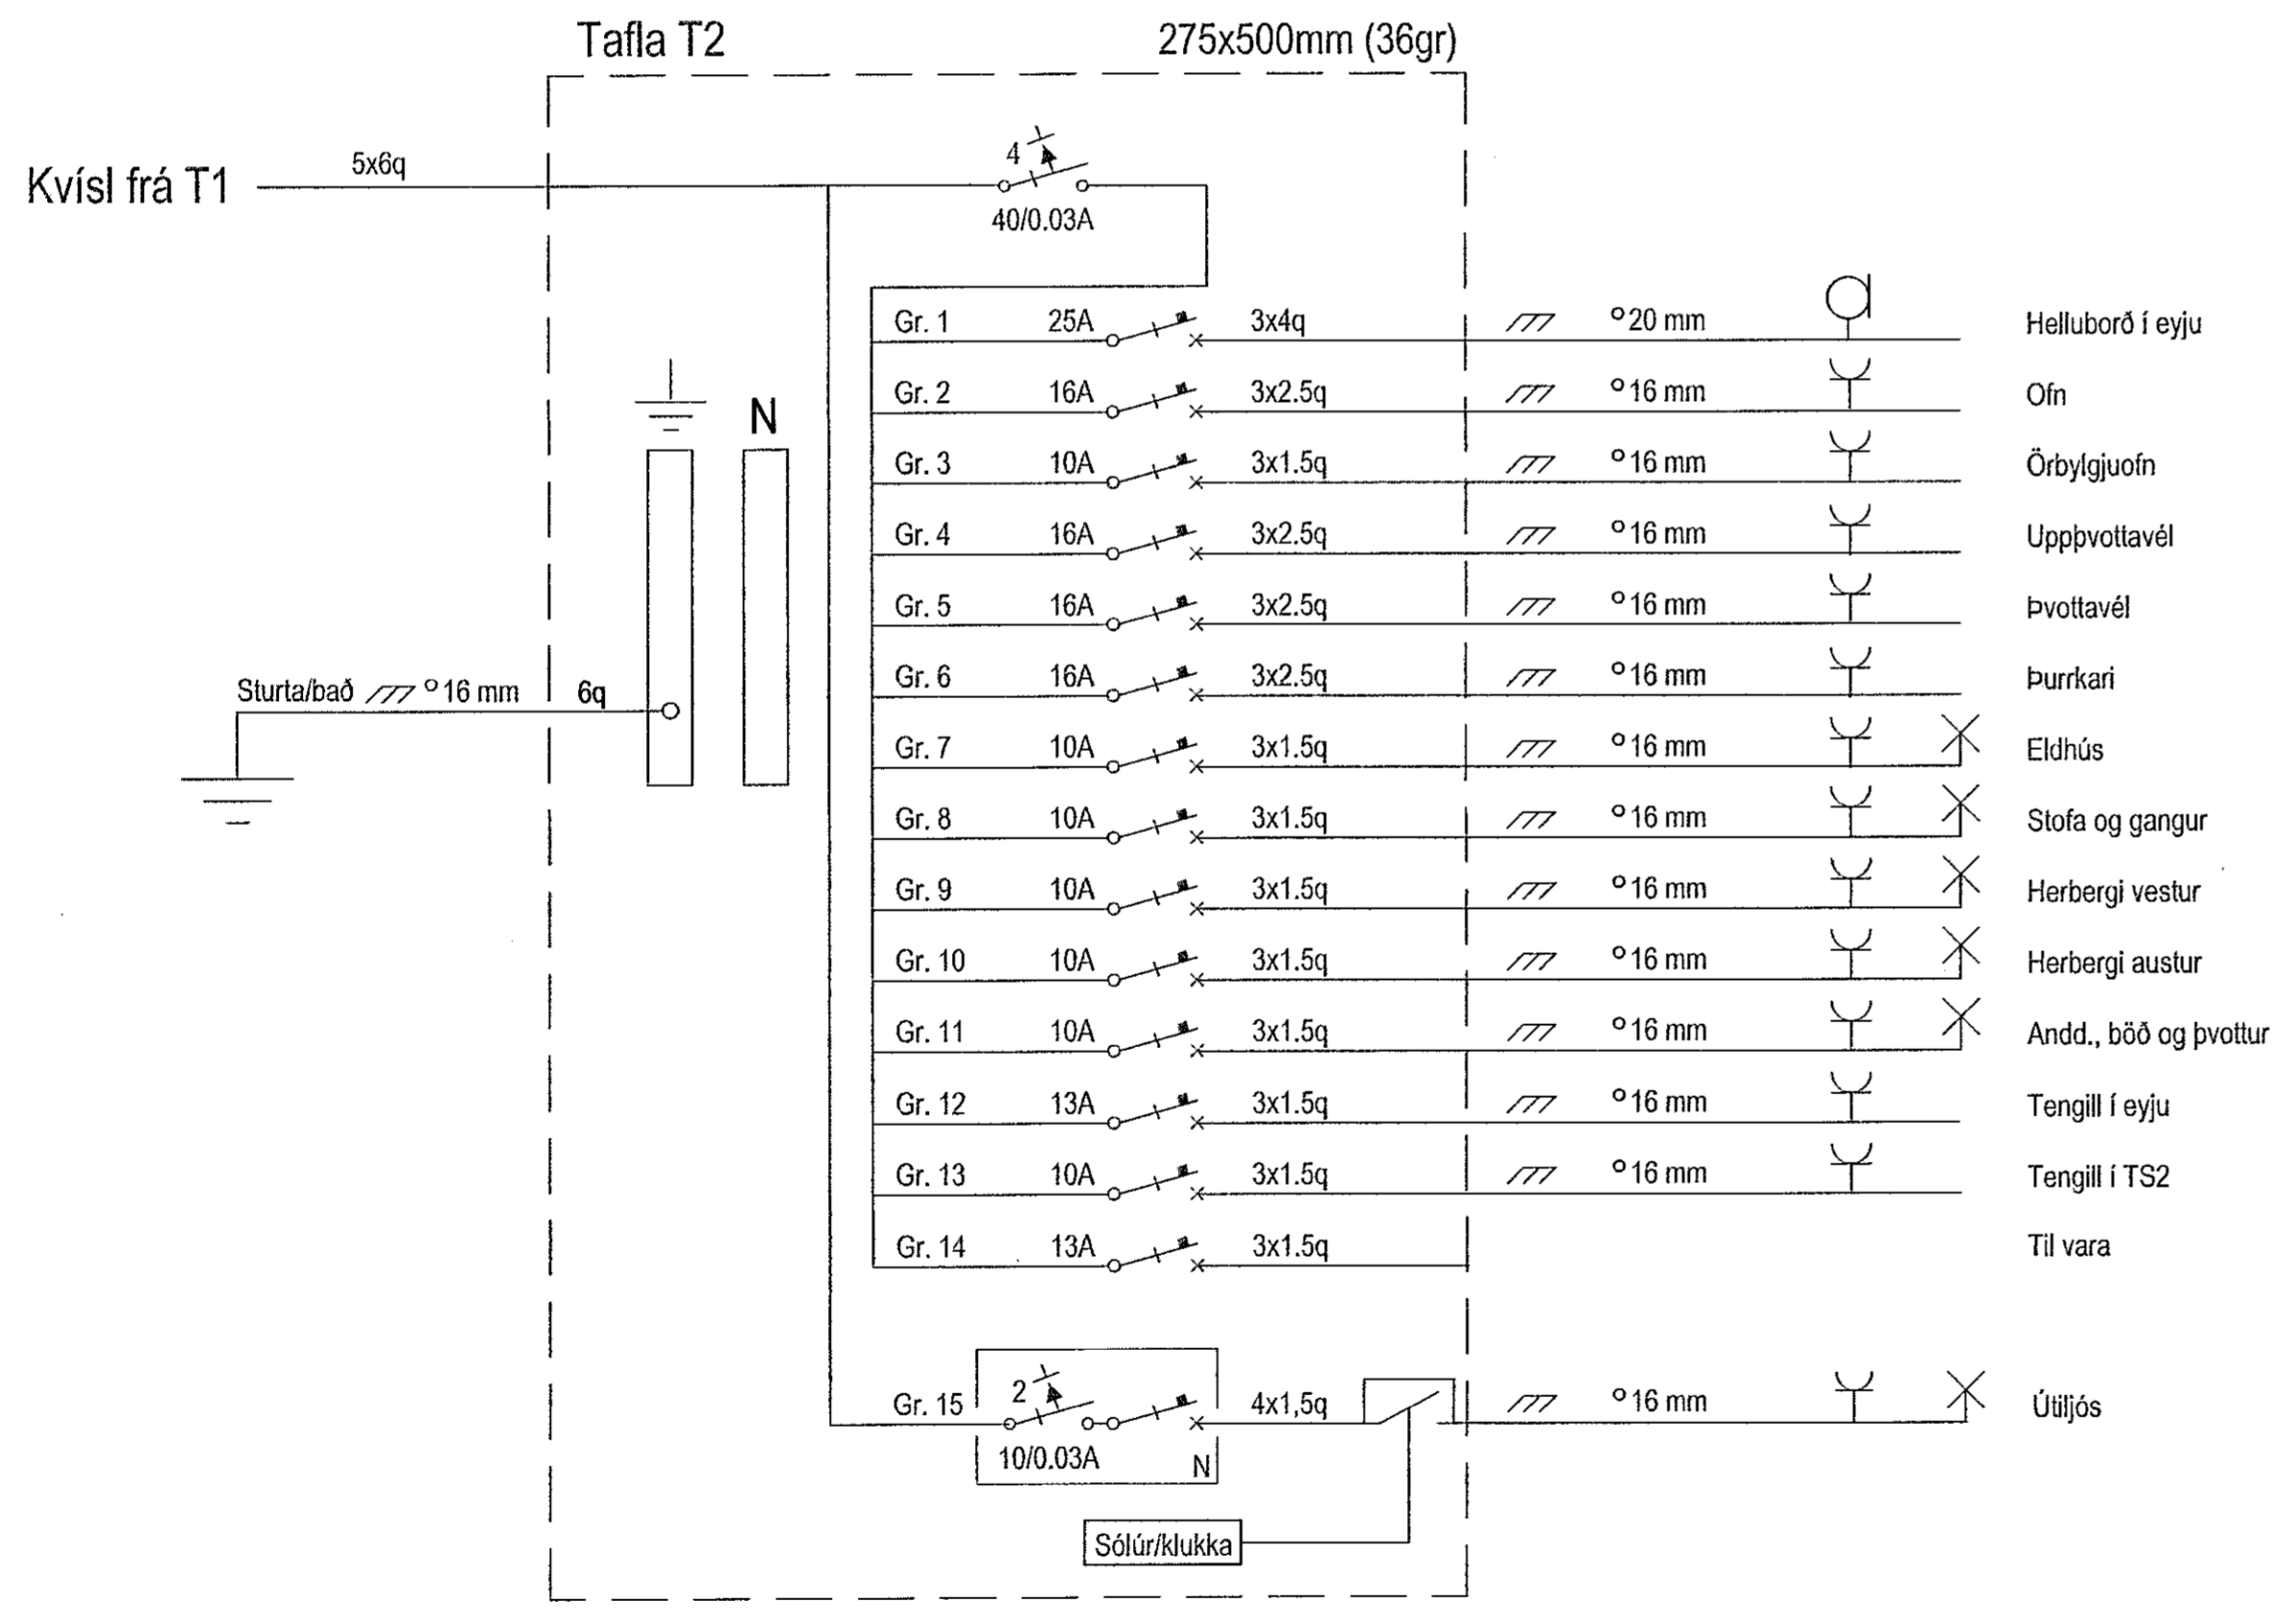 Tafla T2 275x500mm (36gr)
Kvísl frá T1 5x6q
4
40/0.03A
Gr. 1 25A 3x4q °20 mm Helluborð í eyju
Gr. 2 16A 3x2.5q °16 mm Ofn
N
Gr. 3 10A 3x1.5q °16 mm Örbylgjuofn
Gr. 4 16A 3x2.5q °16 mm Uppþvottavél
Gr. 5 16A 3x2.5q °16 mm Þvottavél
Gr. 6 16A 3x2.5q °16 mm Þurrkari
Sturta/bað °16 mm 6q
Gr. 7 10A 3x1.5q °16 mm Eldhús
Gr. 8 10A 3x1.5q °16 mm Stofa og gangur
Gr. 9 10A 3x1.5q °16 mm Herbergi vestur
Gr. 10 10A 3x1.5q °16 mm Herbergi austur
Gr. 11 10A 3x1.5q °16 mm Andd., böð og þvottur
Gr. 12 13A 3x1.5q °16 mm Tengill í eyju
Gr. 13 10A 3x1.5q °16 mm Tengill í TS2
Gr. 14 13A 3x1.5q Til vara
Gr. 15 2 4x1,5q °16 mm Útiljós
10/0.03A N
Sólúr/klukka